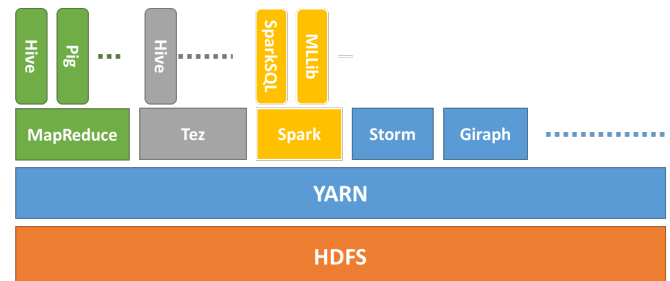 Hive
Pig
Hive
SparkSQL
MLLib
MapReduce
Tez
Spark
Storm
Giraph
YARN
HDFS